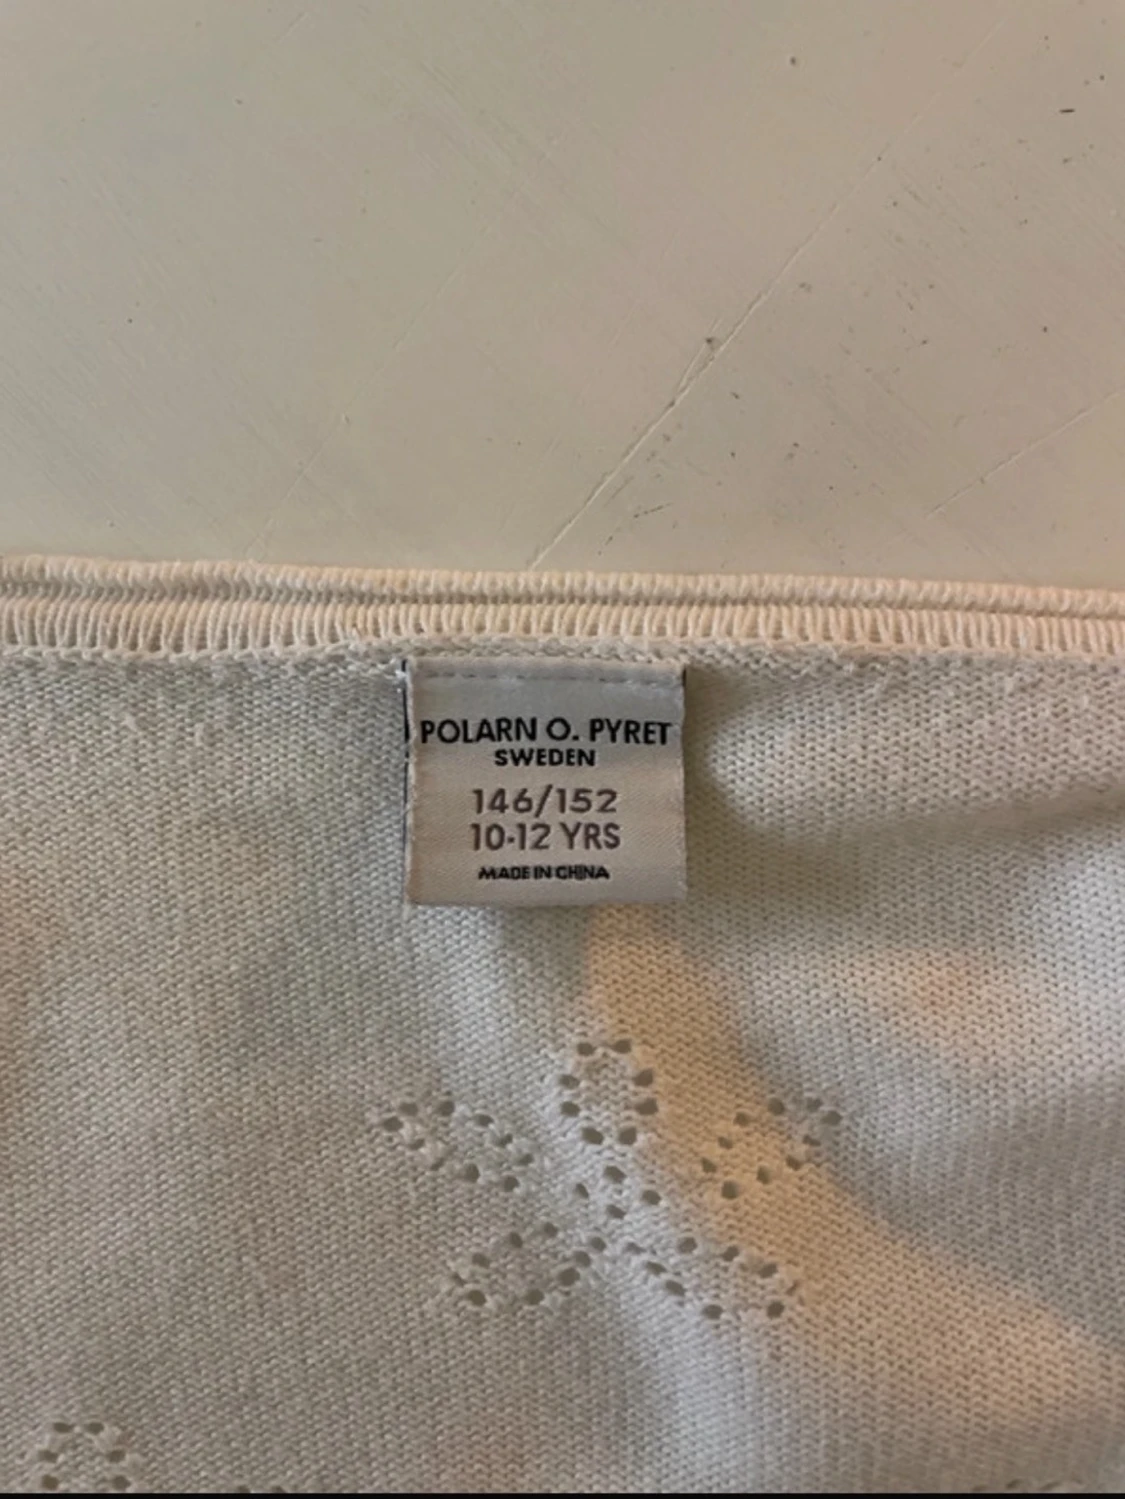 POLARN O. PYRET
SWEDEN
146/152
10-12 YRS
MADE IN CHINA